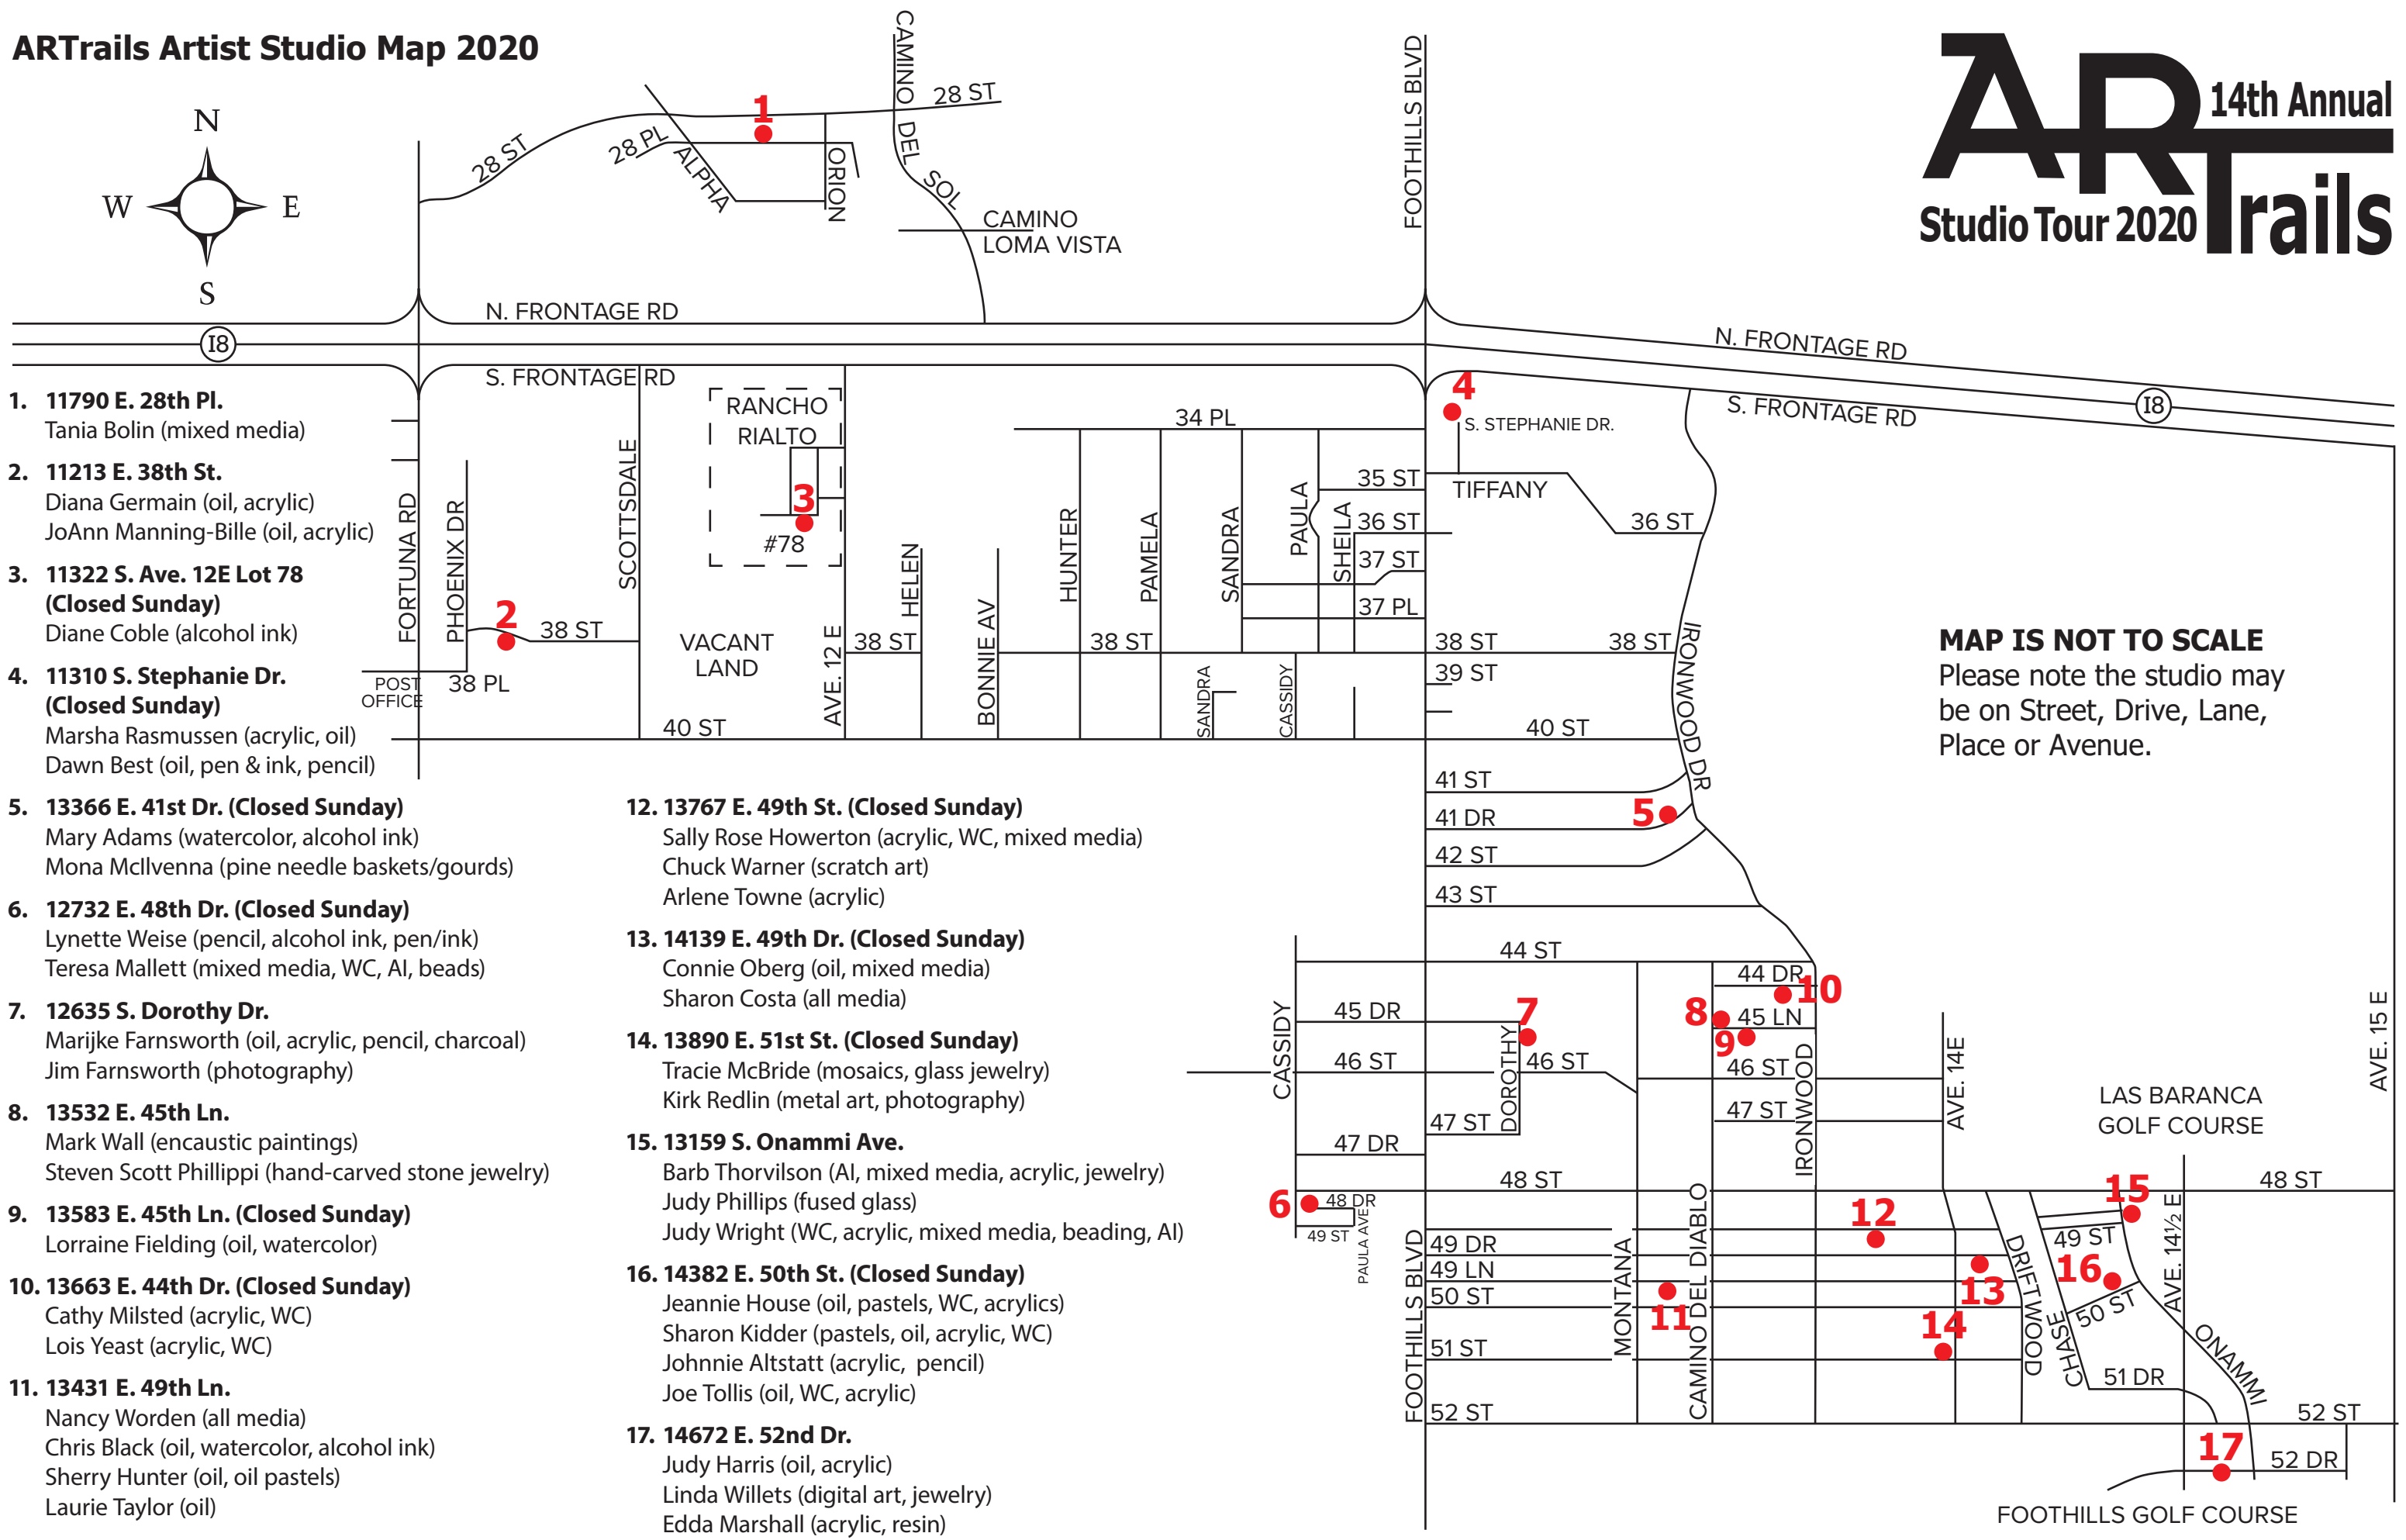 ARTrails Artist Studio Map 2020
14th Annual
ARTrails
Studio Tour 2020
N
W
E
S
CAMINO DEL SOL
28 ST
28 ST
28 PL
ALPHA
ORION
1
CAMINO
LOMA VISTA
FOOTHILLS BLVD
N. FRONTAGE RD
N. FRONTAGE RD
I8
I8
S. FRONTAGE RD
S. FRONTAGE RD
1. 11790 E. 28th Pl.
Tania Bolin (mixed media)
2. 11213 E. 38th St.
Diana Germain (oil, acrylic)
JoAnn Manning-Bille (oil, acrylic)
3. 11322 S. Ave. 12E Lot 78
(Closed Sunday)
Diane Coble (alcohol ink)
4. 11310 S. Stephanie Dr.
(Closed Sunday)
Marsha Rasmussen (acrylic, oil)
Dawn Best (oil, pen & ink, pencil)
5. 13366 E. 41st Dr. (Closed Sunday)
Mary Adams (watercolor, alcohol ink)
Mona McIlvenna (pine needle baskets/gourds)
6. 12732 E. 48th Dr. (Closed Sunday)
Lynette Weise (pencil, alcohol ink, pen/ink)
Teresa Mallett (mixed media, WC, AI, beads)
7. 12635 S. Dorothy Dr.
Marijke Farnsworth (oil, acrylic, pencil, charcoal)
Jim Farnsworth (photography)
8. 13532 E. 45th Ln.
Mark Wall (encaustic paintings)
Steven Scott Phillippi (hand-carved stone jewelry)
9. 13583 E. 45th Ln. (Closed Sunday)
Lorraine Fielding (oil, watercolor)
10. 13663 E. 44th Dr. (Closed Sunday)
Cathy Milsted (acrylic, WC)
Lois Yeast (acrylic, WC)
11. 13431 E. 49th Ln.
Nancy Worden (all media)
Chris Black (oil, watercolor, alcohol ink)
Sherry Hunter (oil, oil pastels)
Laurie Taylor (oil)
12. 13767 E. 49th St. (Closed Sunday)
Sally Rose Howerton (acrylic, WC, mixed media)
Chuck Warner (scratch art)
Arlene Towne (acrylic)
13. 14139 E. 49th Dr. (Closed Sunday)
Connie Oberg (oil, mixed media)
Sharon Costa (all media)
14. 13890 E. 51st St. (Closed Sunday)
Tracie McBride (mosaics, glass jewelry)
Kirk Redlin (metal art, photography)
15. 13159 S. Onammi Ave.
Barb Thorvilson (AI, mixed media, acrylic, jewelry)
Judy Phillips (fused glass)
Judy Wright (WC, acrylic, mixed media, beading, AI)
16. 14382 E. 50th St. (Closed Sunday)
Jeannie House (oil, pastels, WC, acrylics)
Sharon Kidder (pastels, oil, acrylic, WC)
Johnnie Altstatt (acrylic, pencil)
Joe Tollis (oil, WC, acrylic)
17. 14672 E. 52nd Dr.
Judy Harris (oil, acrylic)
Linda Willets (digital art, jewelry)
Edda Marshall (acrylic, resin)
FORTUNA RD
PHOENIX DR
2
38 ST
SCOTTSDALE
POST
OFFICE
38 PL
RANCHO
RIALTO
3
#78
VACANT
LAND
AVE. 12 E
38 ST
HELEN
BONNIE AV
HUNTER
PAMELA
SANDRA
PAULA
SHEILA
34 PL
35 ST
36 ST
37 ST
37 PL
38 ST
SANDRA
CASSIDY
40 ST
4
S. STEPHANIE DR.
TIFFANY
36 ST
38 ST
38 ST
39 ST
IRONWOOD DR
40 ST
41 ST
41 DR
5
42 ST
43 ST
MAP IS NOT TO SCALE
Please note the studio may
be on Street, Drive, Lane,
Place or Avenue.
44 ST
44 DR
10
CASSIDY
45 DR
7
8
45 LN
9
46 ST
DOROTHY
46 ST
46 ST
IRONWOOD
47 ST
47 ST
47 DR
AVE. 14E
AVE. 15 E
LAS BARANCA
GOLF COURSE
48 ST
48 ST
6
48 DR
49 ST
PAULA AVE
FOOTHILLS BLVD
49 DR
49 LN
50 ST
51 ST
52 ST
MONTANA
11
CAMINO DEL DIABLO
12
13
14
DRIFTWOOD
CHASE
15
49 ST
16
50 ST
AVE. 14½ E
ONAMMI
51 DR
52 ST
17
52 DR
FOOTHILLS GOLF COURSE